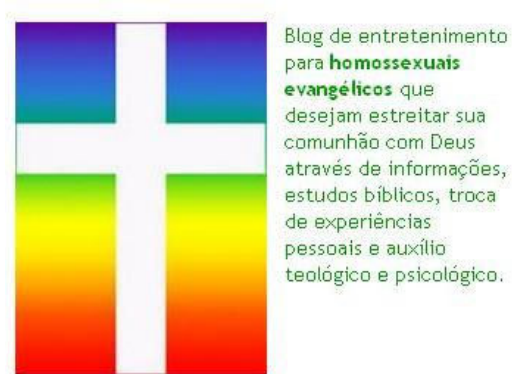 Blog de entretenimento
para homossexuais
evangélicos que
desejam estreitar sua
comunhão com Deus
através de informações,
estudos bíblicos, troca
de experiências
pessoais e auxílio
teológico e psicológico.